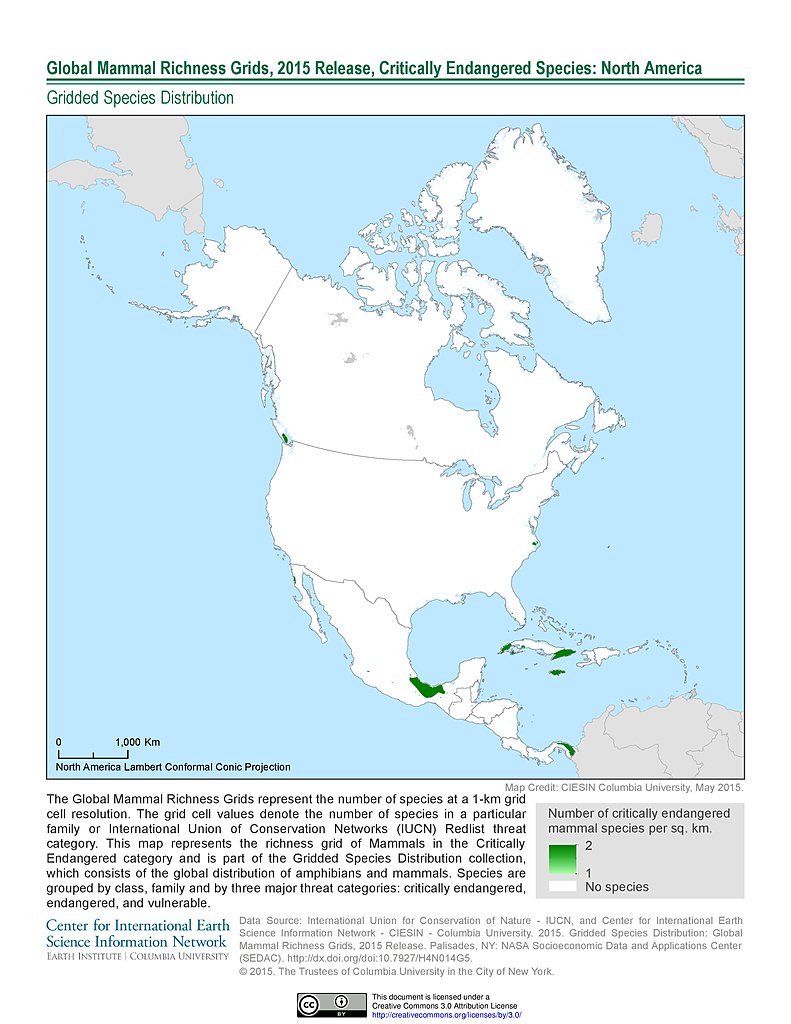 Global Mammal Richness Grids, 2015 Release, Critically Endangered Species: North America
Gridded Species Distribution
0 1,000 Km
North America Lambert Conformal Conic Projection
Map Credit: CIESIN Columbia University, May 2015.
The Global Mammal Richness Grids represent the number of species at a 1-km grid
cell resolution. The grid cell values denote the number of species in a particular
family or International Union of Conservation Networks (IUCN) Redlist threat
category. This map represents the richness grid of Mammals in the Critically
Endangered category and is part of the Gridded Species Distribution collection,
which consists of the global distribution of amphibians and mammals. Species are
grouped by class, family and by three major threat categories: critically endangered,
endangered, and vulnerable.
Number of critically endangered
mammal species per sq. km.
2
1
No species
Center for International Earth
Science Information Network
EARTH INSTITUTE | COLUMBIA UNIVERSITY
Data Source: International Union for Conservation of Nature - IUCN, and Center for International Earth
Science Information Network - CIESIN - Columbia University. 2015. Gridded Species Distribution: Global
Mammal Richness Grids, 2015 Release. Palisades, NY: NASA Socioeconomic Data and Applications Center
(SEDAC). http://dx.doi.org/doi:10.7927/H4N014G5.
© 2015. The Trustees of Columbia University in the City of New York.
cc BY
This document is licensed under a
Creative Commons 3.0 Attribution License
http://creativecommons.org/licenses/by/3.0/